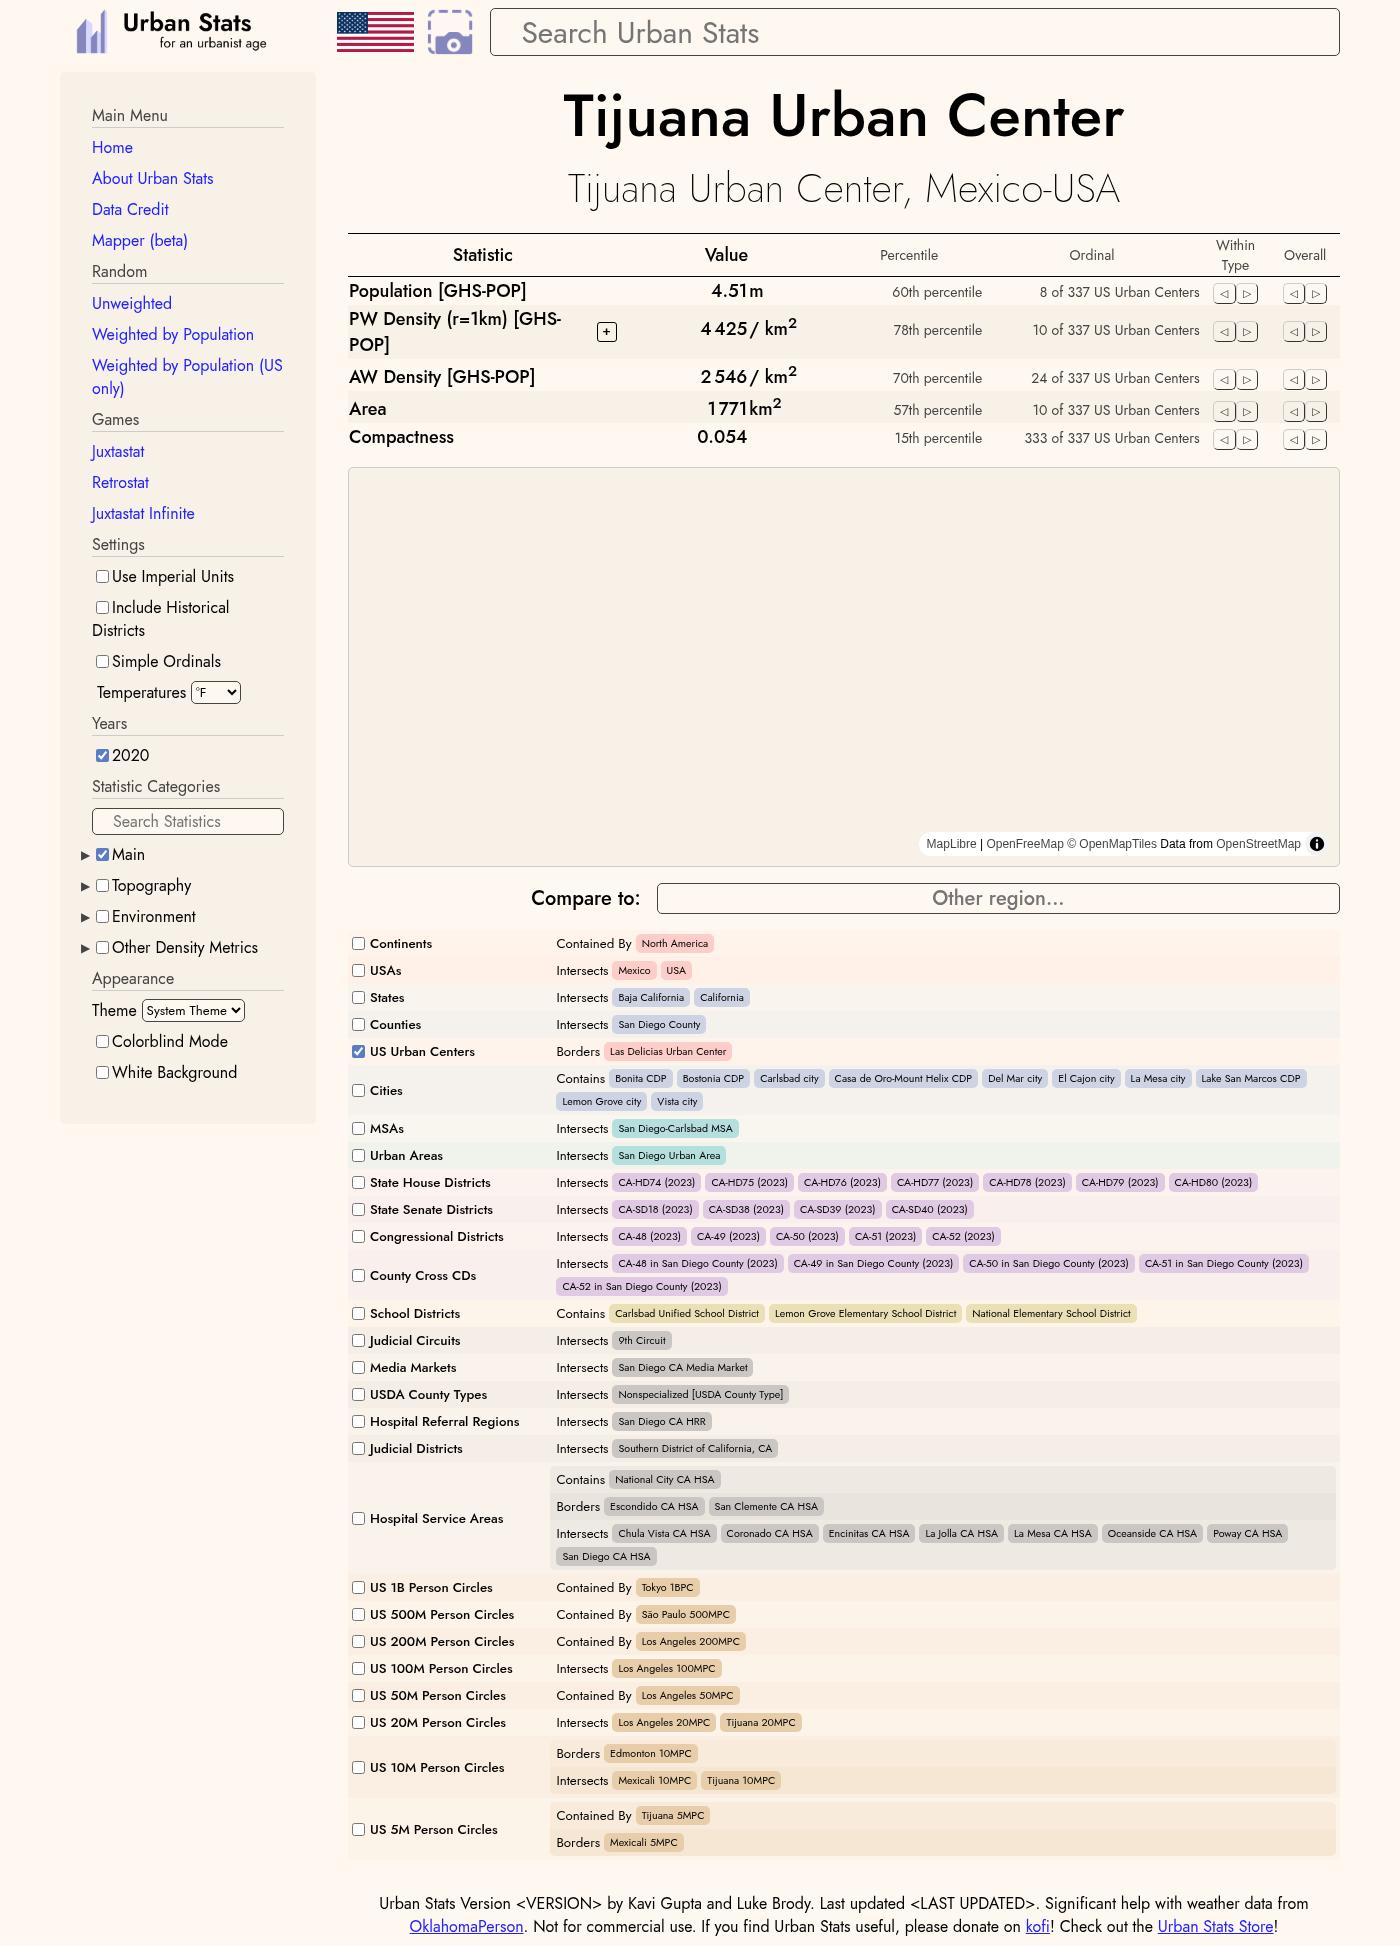 Urban Stats
for an urbanist age
Search Urban Stats
Main Menu
Home
About Urban Stats
Data Credit
Mapper (beta)
Random
Unweighted
Weighted by Population
Weighted by Population (US
only)
Games
Juxtastat
Retrostat
Juxtastat Infinite
Settings
Use Imperial Units
Include Historical
Districts
Simple Ordinals
Temperatures °F
Years
2020
Statistic Categories
Search Statistics
Main
Topography
Environment
Other Density Metrics
Appearance
Theme System Theme
Colorblind Mode
White Background
Tijuana Urban Center
Tijuana Urban Center, Mexico-USA
Statistic Value Percentile Ordinal Within Type Overall
Population [GHS-POP] 4.51 m 60th percentile 8 of 337 US Urban Centers
PW Density (r=1km) [GHS-
POP] + 4 425 / km² 78th percentile 10 of 337 US Urban Centers
AW Density [GHS-POP] 2 546 / km² 70th percentile 24 of 337 US Urban Centers
Area 1 771 km² 57th percentile 10 of 337 US Urban Centers
Compactness 0.054 15th percentile 333 of 337 US Urban Centers
MapLibre | OpenFreeMap © OpenMapTiles Data from OpenStreetMap
Compare to: Other region...
Continents Contained By North America
USAs Intersects Mexico USA
States Intersects Baja California California
Counties Intersects San Diego County
US Urban Centers Borders Las Delicias Urban Center
Cities Contains Bonita CDP Bostonia CDP Carlsbad city Casa de Oro-Mount Helix CDP Del Mar city El Cajon city La Mesa city Lake San Marcos CDP
Lemon Grove city Vista city
MSAs Intersects San Diego-Carlsbad MSA
Urban Areas Intersects San Diego Urban Area
State House Districts Intersects CA-HD74 (2023) CA-HD75 (2023) CA-HD76 (2023) CA-HD77 (2023) CA-HD78 (2023) CA-HD79 (2023) CA-HD80 (2023)
State Senate Districts Intersects CA-SD18 (2023) CA-SD38 (2023) CA-SD39 (2023) CA-SD40 (2023)
Congressional Districts Intersects CA-48 (2023) CA-49 (2023) CA-50 (2023) CA-51 (2023) CA-52 (2023)
County Cross CDs Intersects CA-48 in San Diego County (2023) CA-49 in San Diego County (2023) CA-50 in San Diego County (2023) CA-51 in San Diego County (2023)
CA-52 in San Diego County (2023)
School Districts Contains Carlsbad Unified School District Lemon Grove Elementary School District National Elementary School District
Judicial Circuits Intersects 9th Circuit
Media Markets Intersects San Diego CA Media Market
USDA County Types Intersects Nonspecialized [USDA County Type]
Hospital Referral Regions Intersects San Diego CA HRR
Judicial Districts Intersects Southern District of California, CA
Hospital Service Areas Contains National City CA HSA
Borders Escondido CA HSA San Clemente CA HSA
Intersects Chula Vista CA HSA Coronado CA HSA Encinitas CA HSA La Jolla CA HSA La Mesa CA HSA Oceanside CA HSA Poway CA HSA
San Diego CA HSA
US 1B Person Circles Contained By Tokyo 1BPC
US 500M Person Circles Contained By São Paulo 500MPC
US 200M Person Circles Contained By Los Angeles 200MPC
US 100M Person Circles Intersects Los Angeles 100MPC
US 50M Person Circles Contained By Los Angeles 50MPC
US 20M Person Circles Intersects Los Angeles 20MPC Tijuana 20MPC
US 10M Person Circles Borders Edmonton 10MPC
Intersects Mexicali 10MPC Tijuana 10MPC
US 5M Person Circles Contained By Tijuana 5MPC
Borders Mexicali 5MPC
Urban Stats Version <VERSION> by Kavi Gupta and Luke Brody. Last updated <LAST UPDATED>. Significant help with weather data from
OklahomaPerson. Not for commercial use. If you find Urban Stats useful, please donate on kofi! Check out the Urban Stats Store!